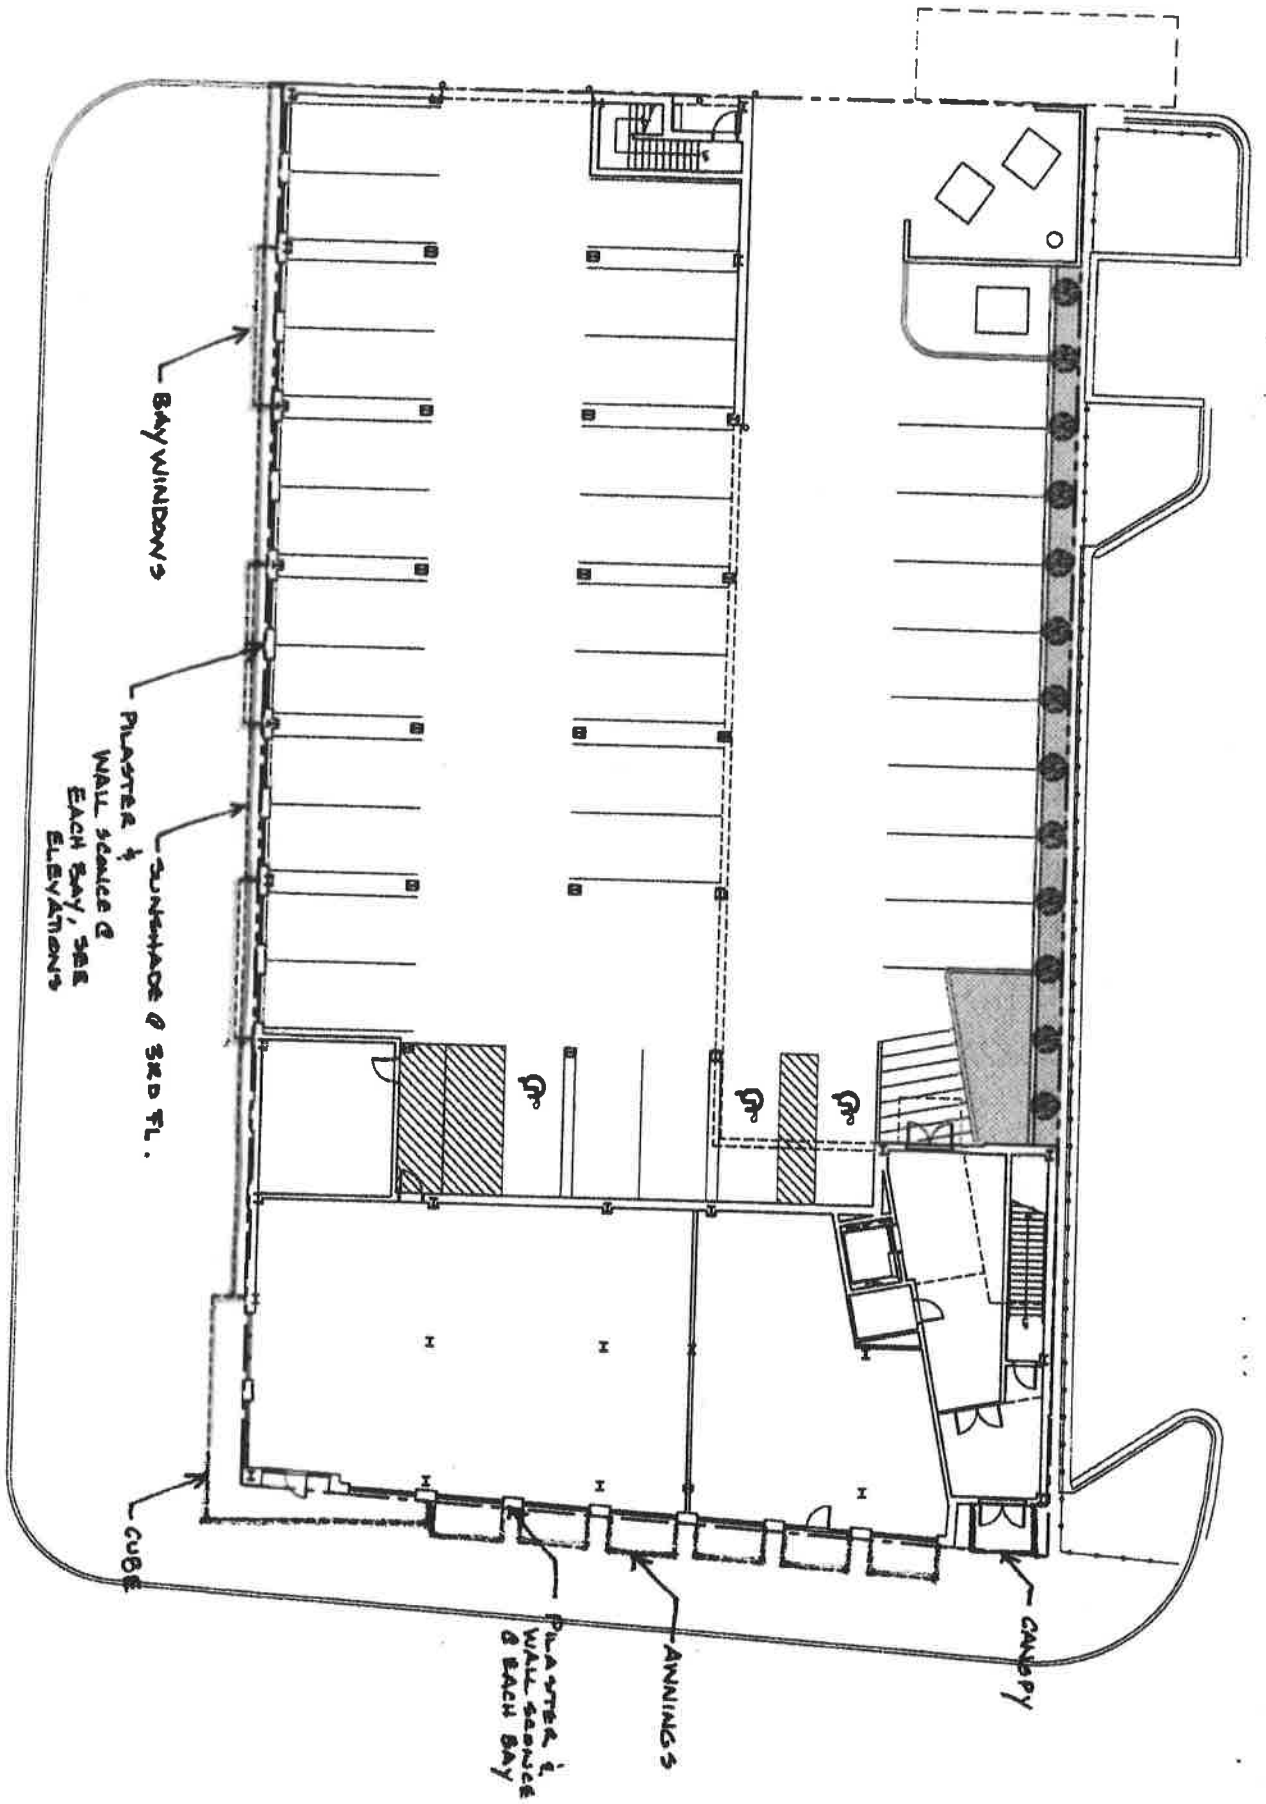 BAY WINDOWS
SUNSHADE @ 3RD FL.
PILASTER &
WALL SCONCE @
EACH BAY, SEE
ELEVATIONS
CUBE
PILASTER &
WALL SCONCE
@ EACH BAY
AWNINGS
CANOPY